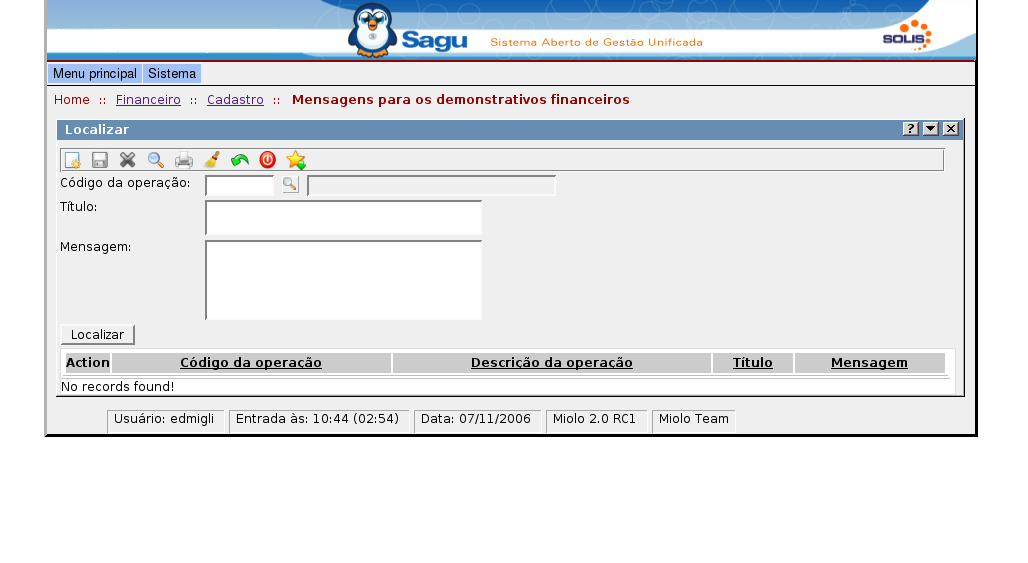 Sagu Sistema Aberto de Gestão Unificada SOLIS
Menu principal Sistema
Home :: Financeiro :: Cadastro :: Mensagens para os demonstrativos financeiros
Localizar ?
Código da operação:
Título:
Mensagem:
Localizar
Action Código da operação Descrição da operação Título Mensagem
No records found!
Usuário: edmigli Entrada às: 10:44 (02:54) Data: 07/11/2006 Miolo 2.0 RC1 Miolo Team